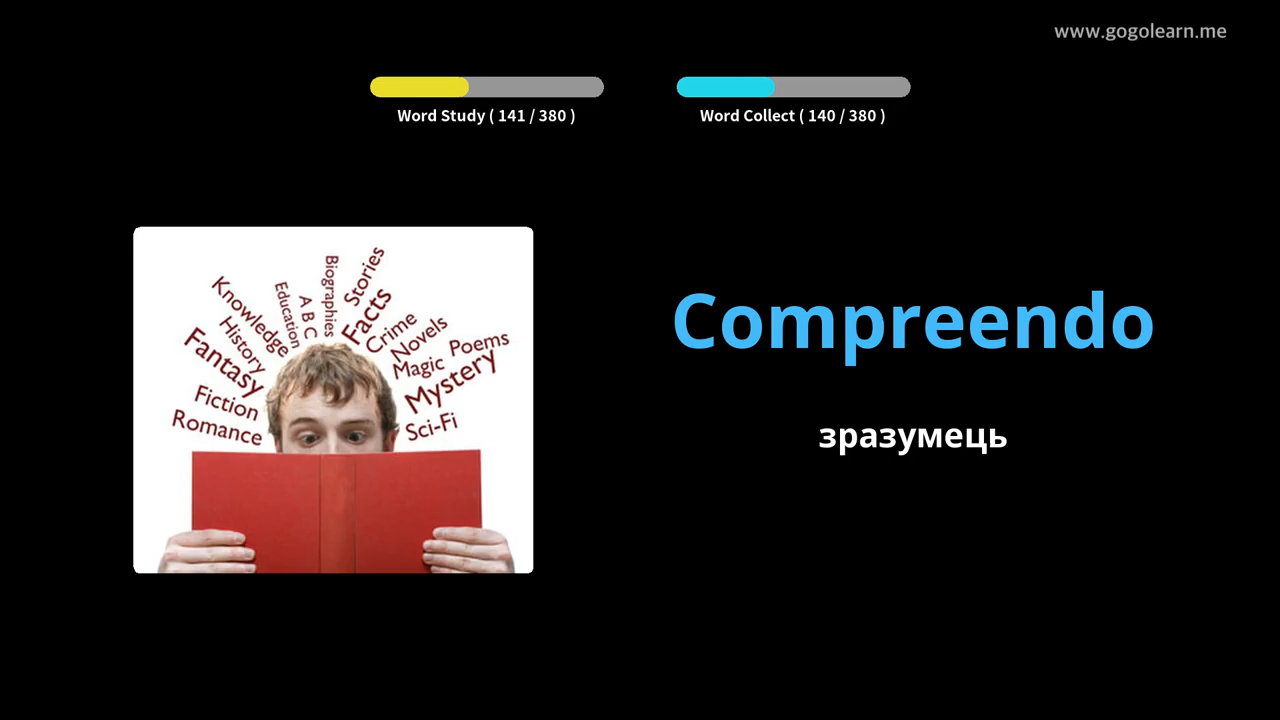 www.gogolearn.me
Word Study ( 141 / 380 )
Word Collect ( 140 / 380 )
Biographies
Stories
Education
A B C
Facts
Knowledge
Crime
History
Novels
Fantasy
Magic
Poems
Mystery
Fiction
Romance
Sci-Fi
Compreendo
зразумець